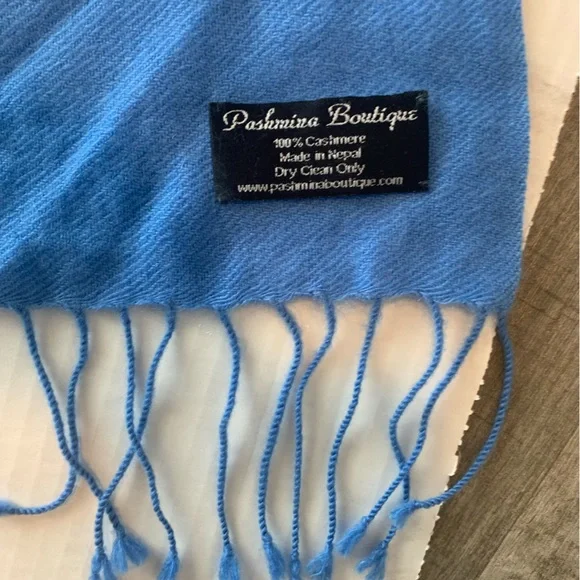 Pashmina Boutique
100% Cashmere
Made in Nepal
Dry Clean Only
www.pashminaboutique.com